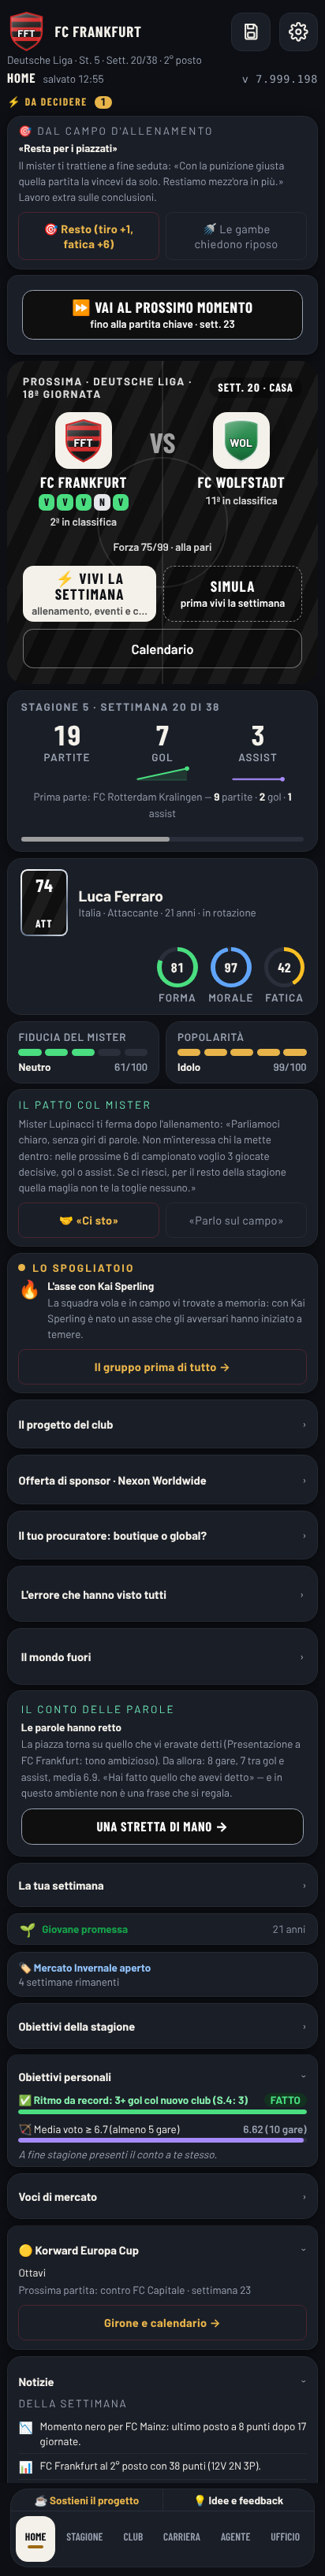 FFT
FC FRANKFURT
Deutsche Liga · St. 5 · Sett. 20/38 · 2° posto
HOME salvato 12:55 v 7.999.198
⚡ DA DECIDERE 1
🎯 DAL CAMPO D'ALLENAMENTO
«Resta per i piazzati»
Il mister ti trattiene a fine seduta: «Con la punizione giusta
quella partita la vincevi da solo. Restiamo mezz'ora in più.»
Lavoro extra sulle conclusioni.
🎯 Resto (tiro +1,
fatica +6)
🚿 Le gambe
chiedono riposo
⏩ VAI AL PROSSIMO MOMENTO
fino alla partita chiave · sett. 23
PROSSIMA · DEUTSCHE LIGA ·
18ª GIORNATA
SETT. 20 · CASA
FFT
VS
WOL
FC FRANKFURT
V V V N V
2ª in classifica
FC WOLFSTADT
11ª in classifica
Forza 75/99 · alla pari
⚡ VIVI LA
SETTIMANA
allenamento, eventi e c...
SIMULA
prima vivi la settimana
Calendario
STAGIONE 5 · SETTIMANA 20 DI 38
19 7 3
PARTITE GOL ASSIST
Prima parte: FC Rotterdam Kralingen — 9 partite · 2 gol · 1
assist
74
ATT
Luca Ferraro
Italia · Attaccante · 21 anni · in rotazione
81 97 42
FORMA MORALE FATICA
FIDUCIA DEL MISTER
Neutro 61/100
POPOLARITÀ
Idolo 99/100
IL PATTO COL MISTER
Mister Lupinacci ti ferma dopo l'allenamento: «Parliamoci
chiaro, senza giri di parole. Non m'interessa chi la mette
dentro: nelle prossime 6 di campionato voglio 3 giocate
decisive, gol o assist. Se ci riesci, per il resto della stagione
quella maglia non te la toglie nessuno.»
🤝 «Ci sto»
«Parlo sul campo»
LO SPOGLIATOIO
🔥 L'asse con Kai Sperling
La squadra vola e in campo vi trovate a memoria: con Kai
Sperling è nato un asse che gli avversari hanno iniziato a
temere.
Il gruppo prima di tutto →
Il progetto del club ›
Offerta di sponsor · Nexon Worldwide ›
Il tuo procuratore: boutique o global? ›
L'errore che hanno visto tutti ›
Il mondo fuori ›
IL CONTO DELLE PAROLE
Le parole hanno retto
La piazza torna su quello che vi eravate detti (Presentazione a
FC Frankfurt: tono ambizioso). Da allora: 8 gare, 7 tra gol e
assist, media 6.9. «Hai fatto quello che avevi detto» — e in
questo ambiente non è una frase che si regala.
UNA STRETTA DI MANO →
La tua settimana ›
🌱 Giovane promessa 21 anni
🏷️ Mercato Invernale aperto
4 settimane rimanenti
Obiettivi della stagione ›
Obiettivi personali
✅ Ritmo da record: 3+ gol col nuovo club (S.4: 3) FATTO
🏹 Media voto ≥ 6.7 (almeno 5 gare) 6.62 (10 gare)
A fine stagione presenti il conto a te stesso.
Voci di mercato ›
🟡 Korward Europa Cup
Ottavi
Prossima partita: contro FC Capitale · settimana 23
Girone e calendario →
Notizie
DELLA SETTIMANA
📉 Momento nero per FC Mainz: ultimo posto a 8 punti dopo 17
giornate.
📊 FC Frankfurt al 2° posto con 38 punti (12V 2N 3P).
☕ Sostieni il progetto
💡 Idee e feedback
HOME STAGIONE CLUB CARRIERA AGENTE UFFICIO